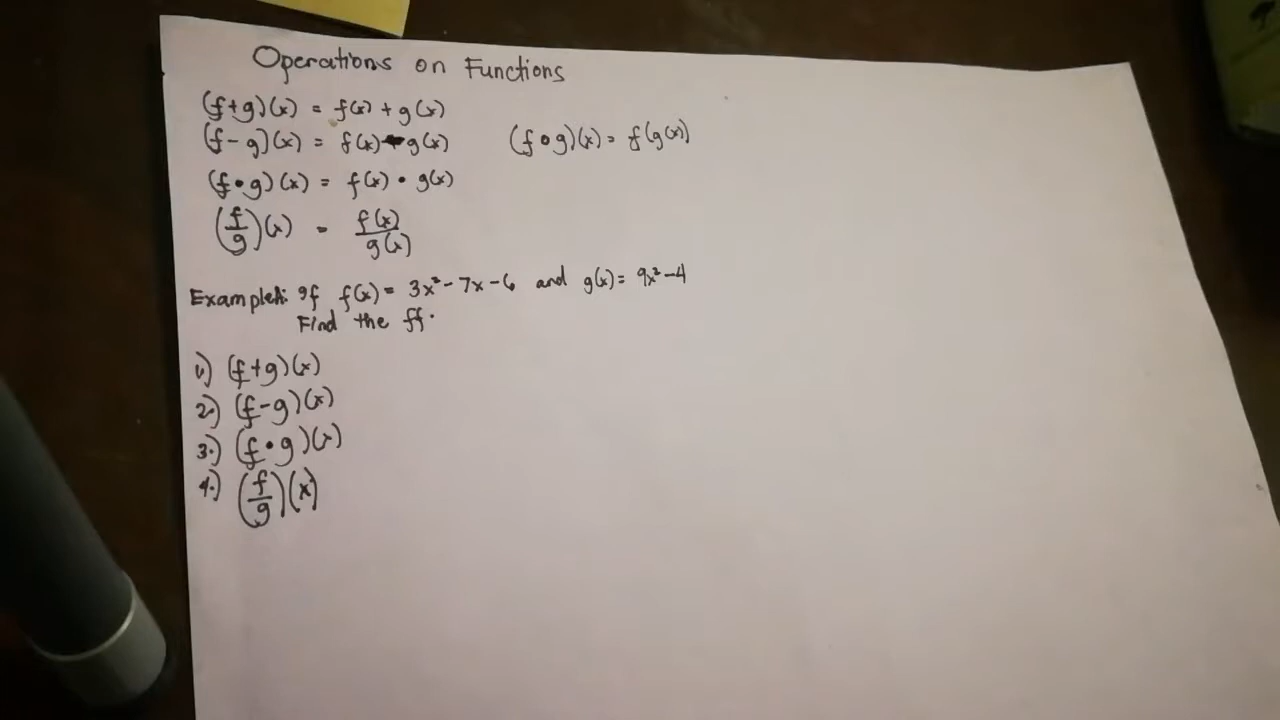 Operations on Functions
(f+g)(x) = f(x) + g(x)
(f-g)(x) = f(x) - g(x)
(f∘g)(x) = f(g(x))
(f•g)(x) = f(x) • g(x)
(f/g)(x) = f(x)/g(x)
Example: If f(x) = 3x²-7x-6 and g(x) = 9x²-4
Find the ff.
1.) (f+g)(x)
2.) (f-g)(x)
3.) (f•g)(x)
4.) (f/g)(x)